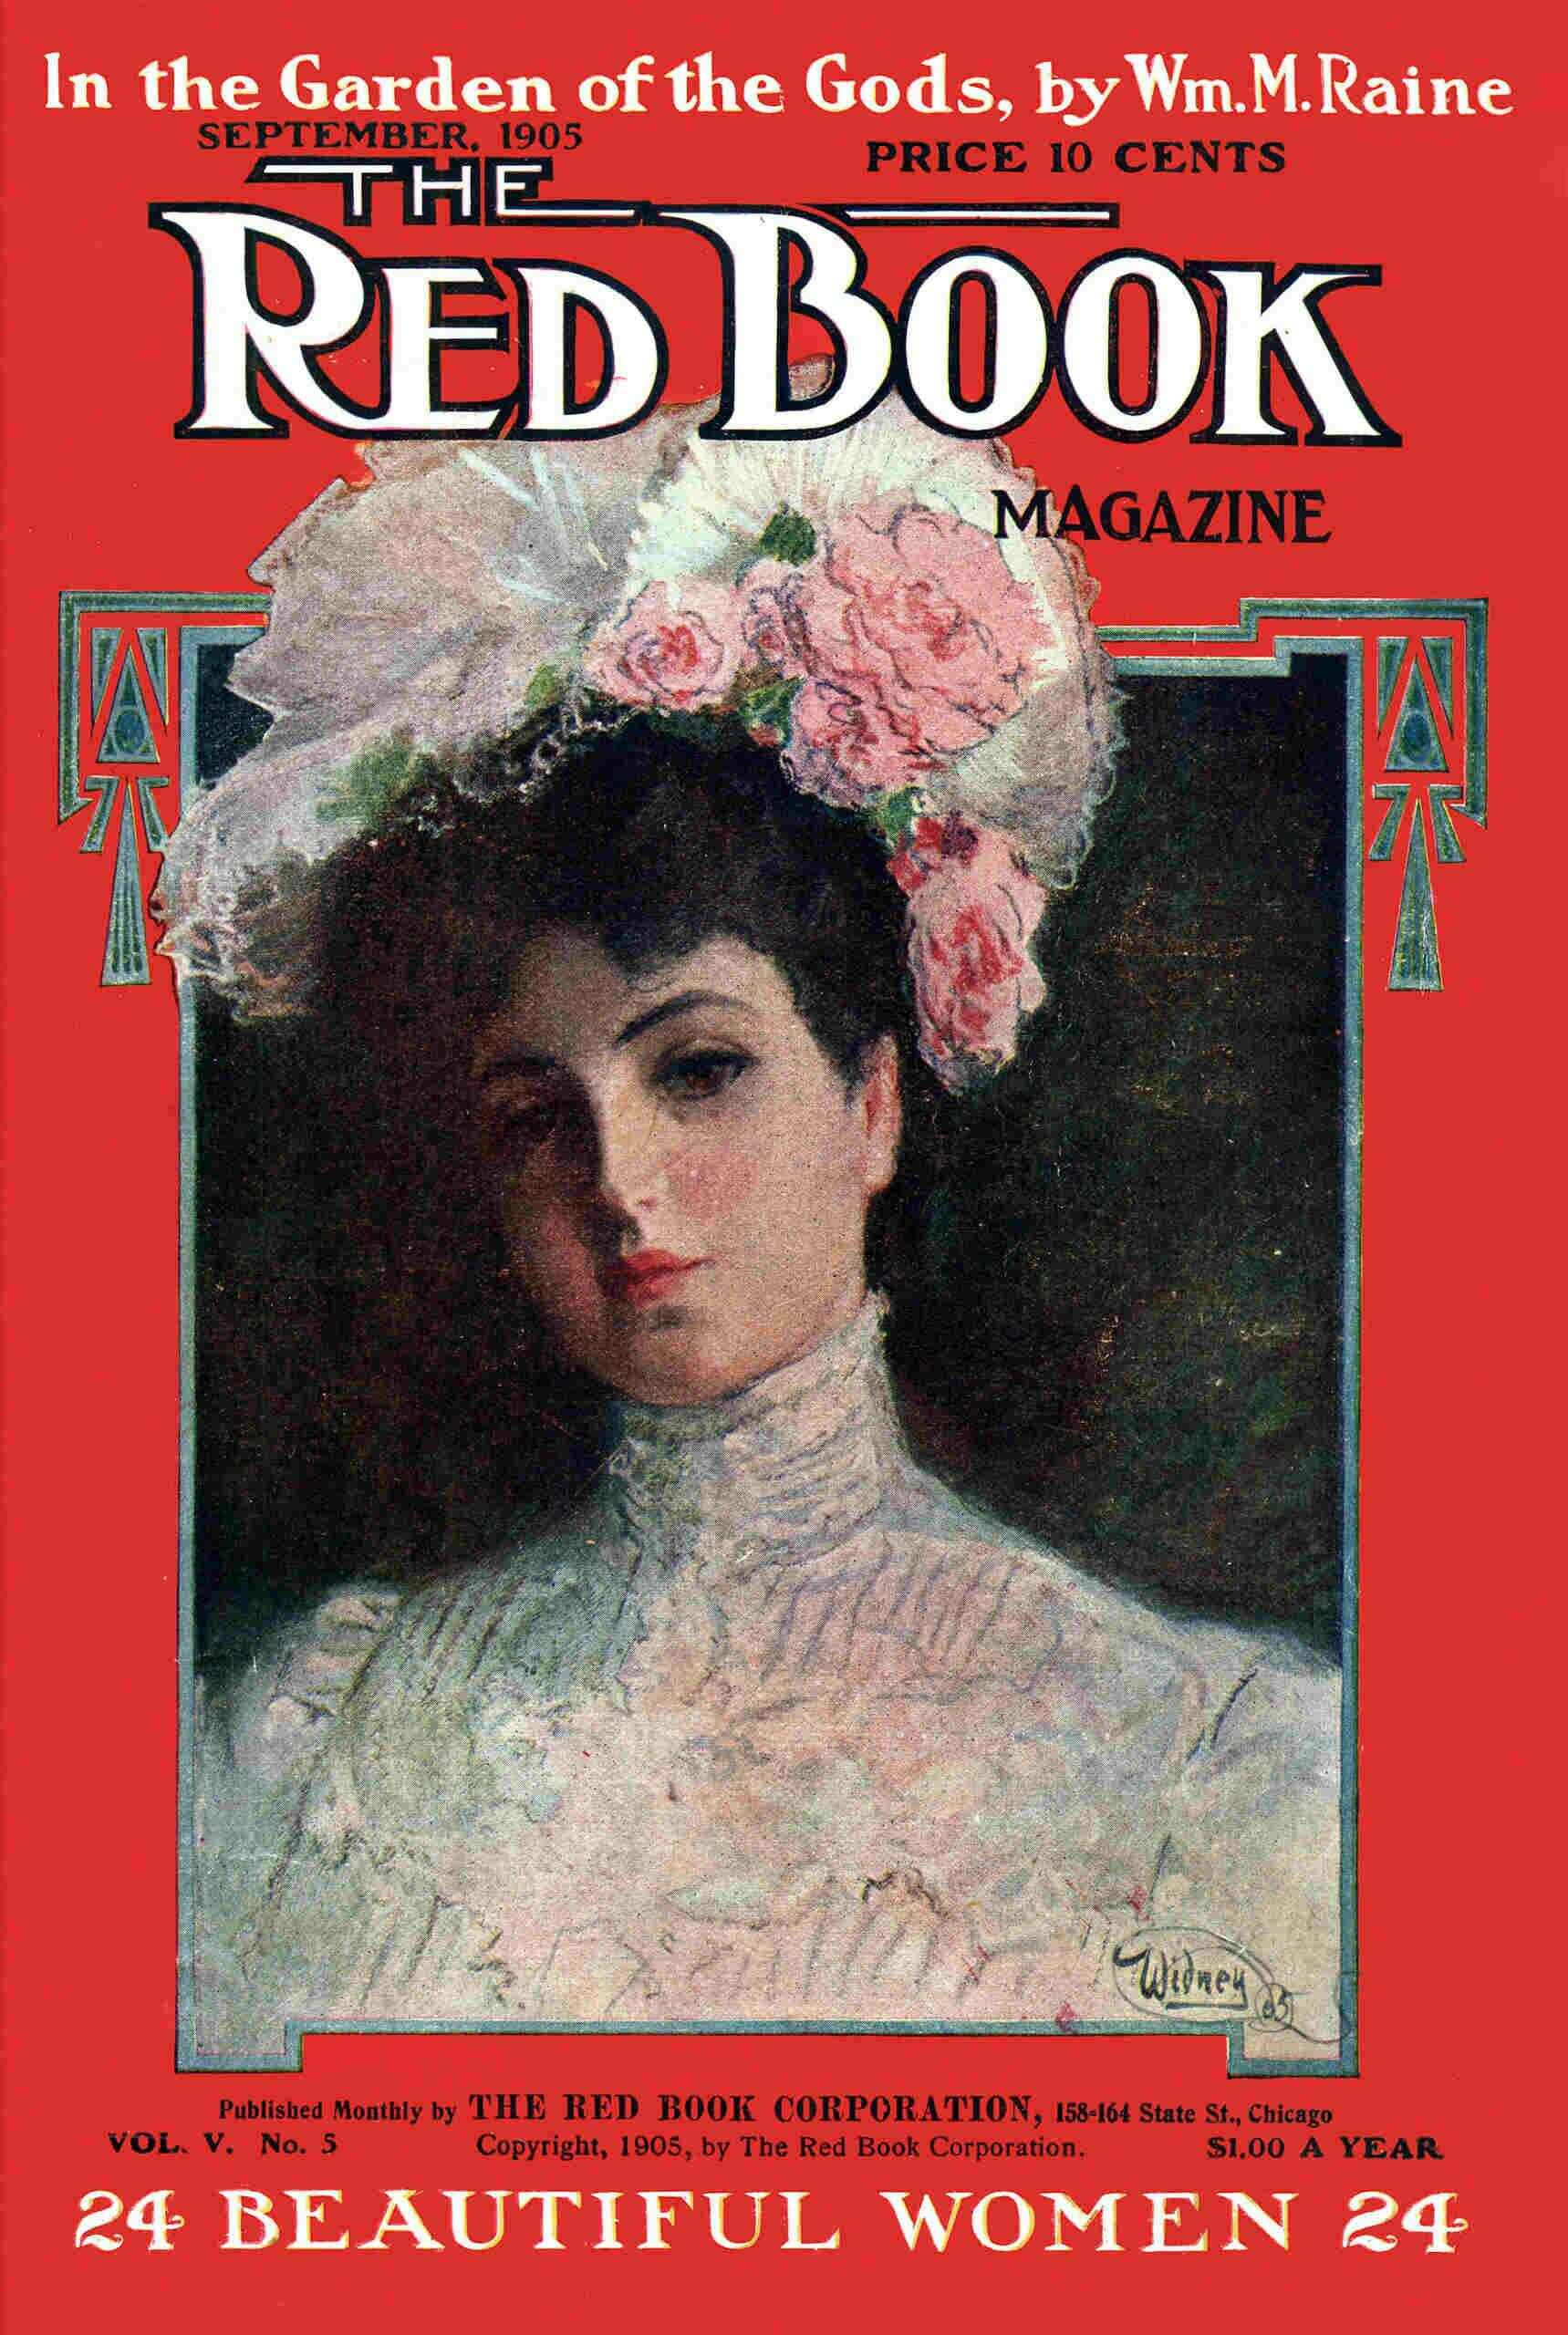 In the Garden of the Gods, by Wm. M. Raine
SEPTEMBER, 1905
PRICE 10 CENTS
THE
RED BOOK
MAGAZINE
Widney
05
Published Monthly by THE RED BOOK CORPORATION, 158-164 State St., Chicago
VOL. V. No. 5 Copyright, 1905, by The Red Book Corporation. $1.00 A YEAR
24 BEAUTIFUL WOMEN 24